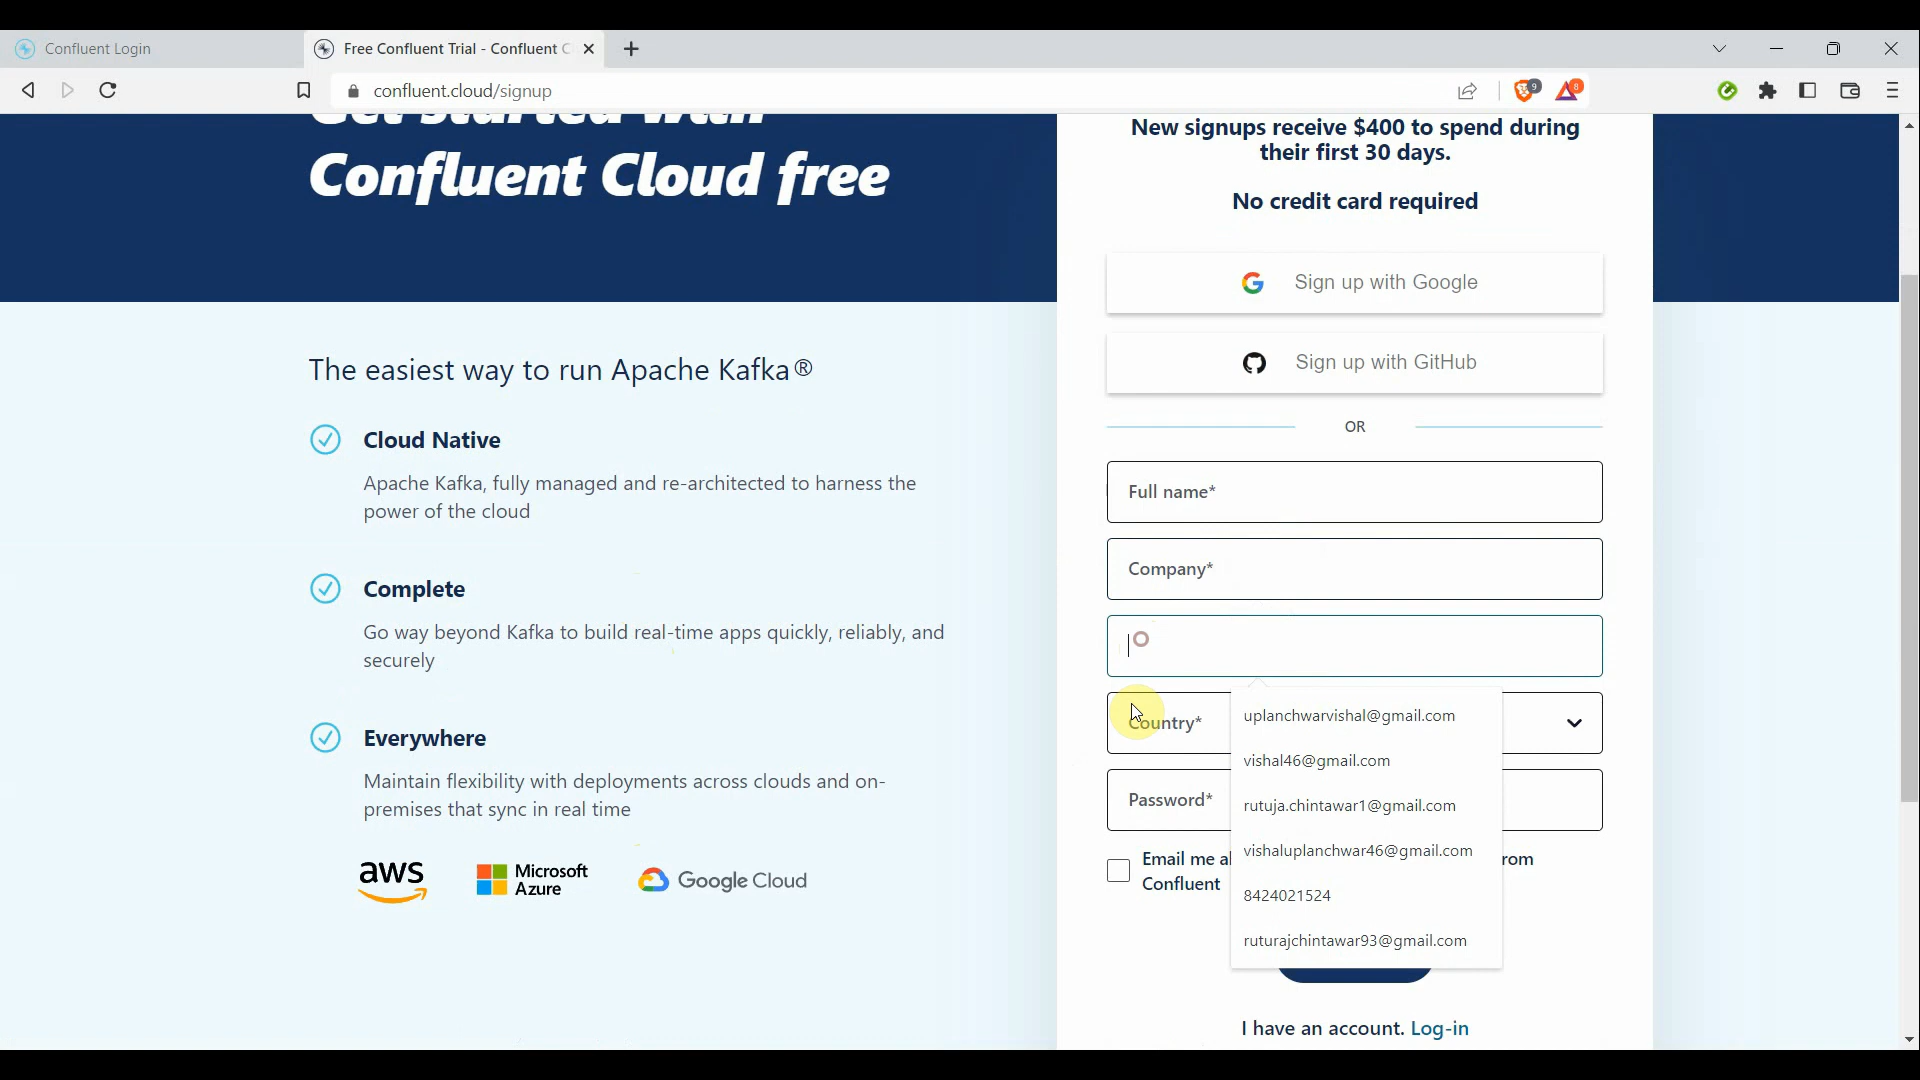 Confluent Login
Free Confluent Trial - Confluent C
confluent.cloud/signup
9
8
Get started with
Confluent Cloud free
The easiest way to run Apache Kafka®
Cloud Native
Apache Kafka, fully managed and re-architected to harness the
power of the cloud
Complete
Go way beyond Kafka to build real-time apps quickly, reliably, and
securely
Everywhere
Maintain flexibility with deployments across clouds and on-
premises that sync in real time
aws
Microsoft
Azure
Google Cloud
New signups receive $400 to spend during
their first 30 days.
No credit card required
Sign up with Google
Sign up with GitHub
OR
Full name*
Company*
Country*
Password*
uplanchwarvishal@gmail.com
vishal46@gmail.com
rutuja.chintawar1@gmail.com
vishaluplanchwar46@gmail.com
8424021524
ruturajchintawar93@gmail.com
Email me
Confluent
I have an account. Log-in